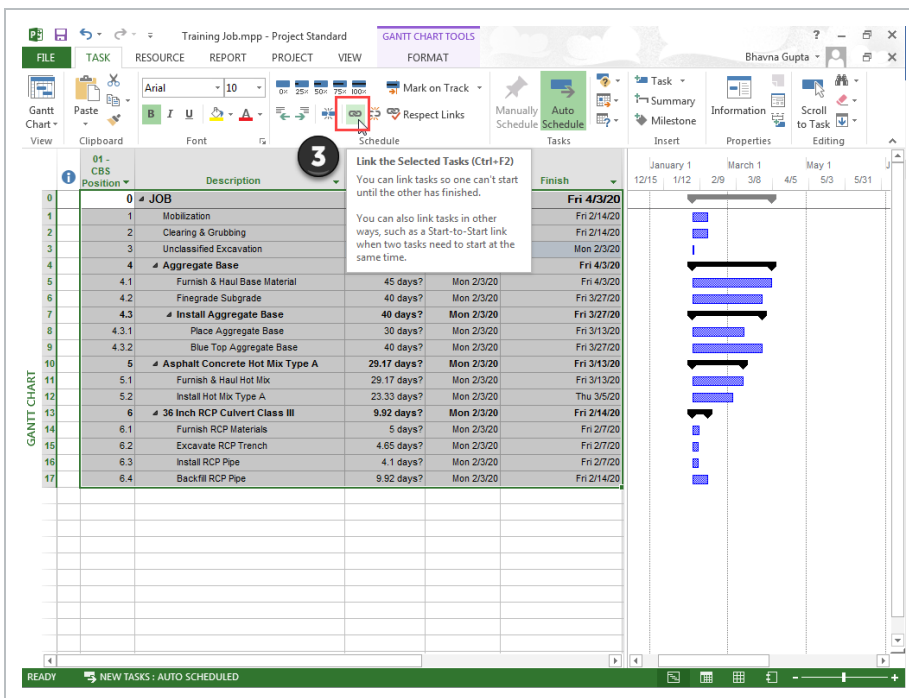 Training Job.mpp - Project Standard
GANTT CHART TOOLS
?
FILE TASK RESOURCE REPORT PROJECT VIEW FORMAT
Bhavna Gupta
Gantt Chart
Paste
Arial 10
B I U A
0× 25× 50× 75× 100×
Mark on Track
Respect Links
Manually Schedule
Auto Schedule
Task
Summary
Milestone
Information
Scroll to Task
View Clipboard Font Schedule Tasks Insert Properties Editing
3
Link the Selected Tasks (Ctrl+F2)
You can link tasks so one can't start
until the other has finished.
You can also link tasks in other
ways, such as a Start-to-Start link
when two tasks need to start at the
same time.
01 - CBS Position Description Finish
January 1 March 1 May 1 J
12/15 1/12 2/9 3/8 4/5 5/3 5/31
0 0 JOB Fri 4/3/20
1 1 Mobilization Fri 2/14/20
2 2 Clearing & Grubbing Fri 2/14/20
3 3 Unclassified Excavation Mon 2/3/20
4 4 Aggregate Base Fri 4/3/20
5 4.1 Furnish & Haul Base Material 45 days? Mon 2/3/20 Fri 4/3/20
6 4.2 Finegrade Subgrade 40 days? Mon 2/3/20 Fri 3/27/20
7 4.3 Install Aggregate Base 40 days? Mon 2/3/20 Fri 3/27/20
8 4.3.1 Place Aggregate Base 30 days? Mon 2/3/20 Fri 3/13/20
9 4.3.2 Blue Top Aggregate Base 40 days? Mon 2/3/20 Fri 3/27/20
10 5 Asphalt Concrete Hot Mix Type A 29.17 days? Mon 2/3/20 Fri 3/13/20
11 5.1 Furnish & Haul Hot Mix 29.17 days? Mon 2/3/20 Fri 3/13/20
12 5.2 Install Hot Mix Type A 23.33 days? Mon 2/3/20 Thu 3/5/20
13 6 36 Inch RCP Culvert Class III 9.92 days? Mon 2/3/20 Fri 2/14/20
14 6.1 Furnish RCP Materials 5 days? Mon 2/3/20 Fri 2/7/20
15 6.2 Excavate RCP Trench 4.65 days? Mon 2/3/20 Fri 2/7/20
16 6.3 Install RCP Pipe 4.1 days? Mon 2/3/20 Fri 2/7/20
17 6.4 Backfill RCP Pipe 9.92 days? Mon 2/3/20 Fri 2/14/20
GANTT CHART
READY NEW TASKS : AUTO SCHEDULED